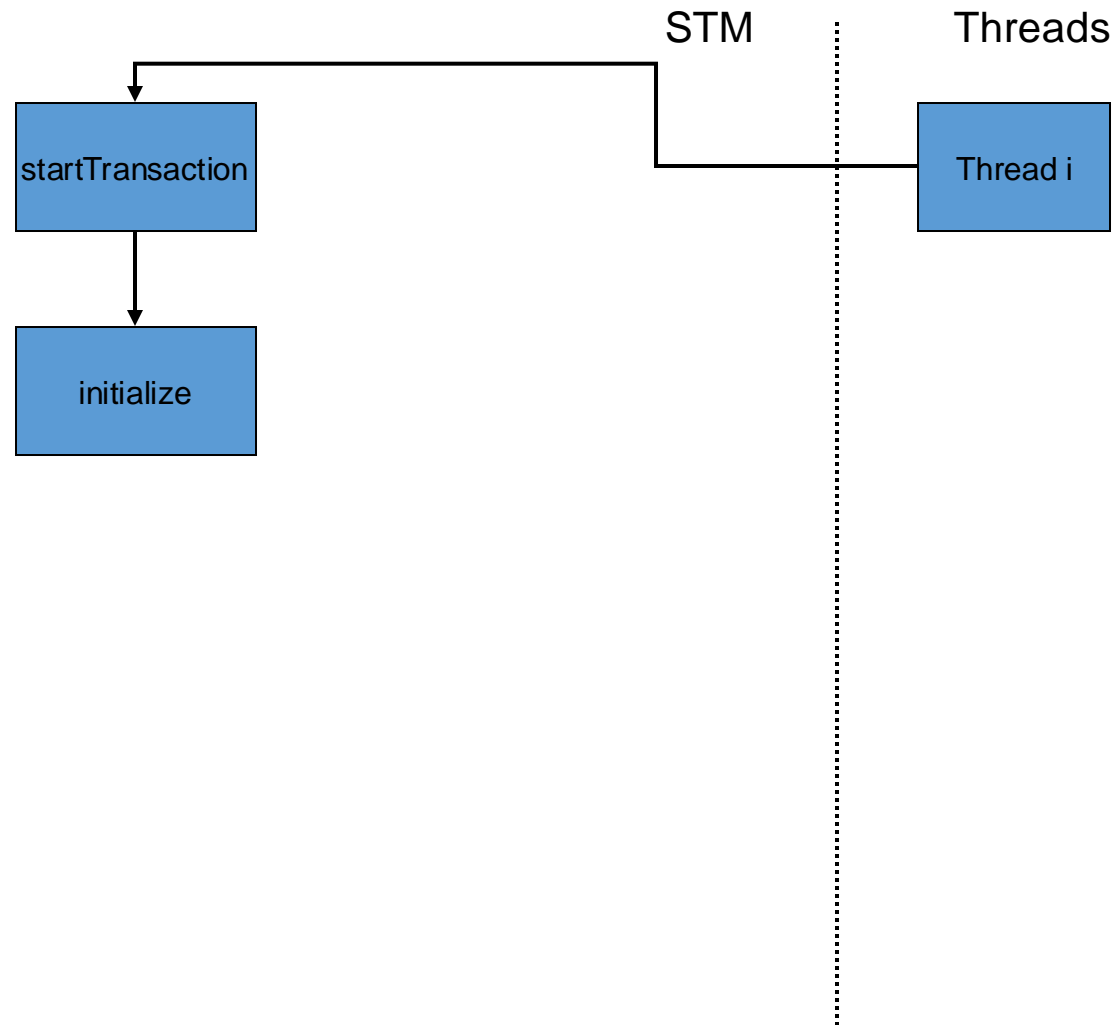 STM
Threads
startTransaction
Thread i
initialize